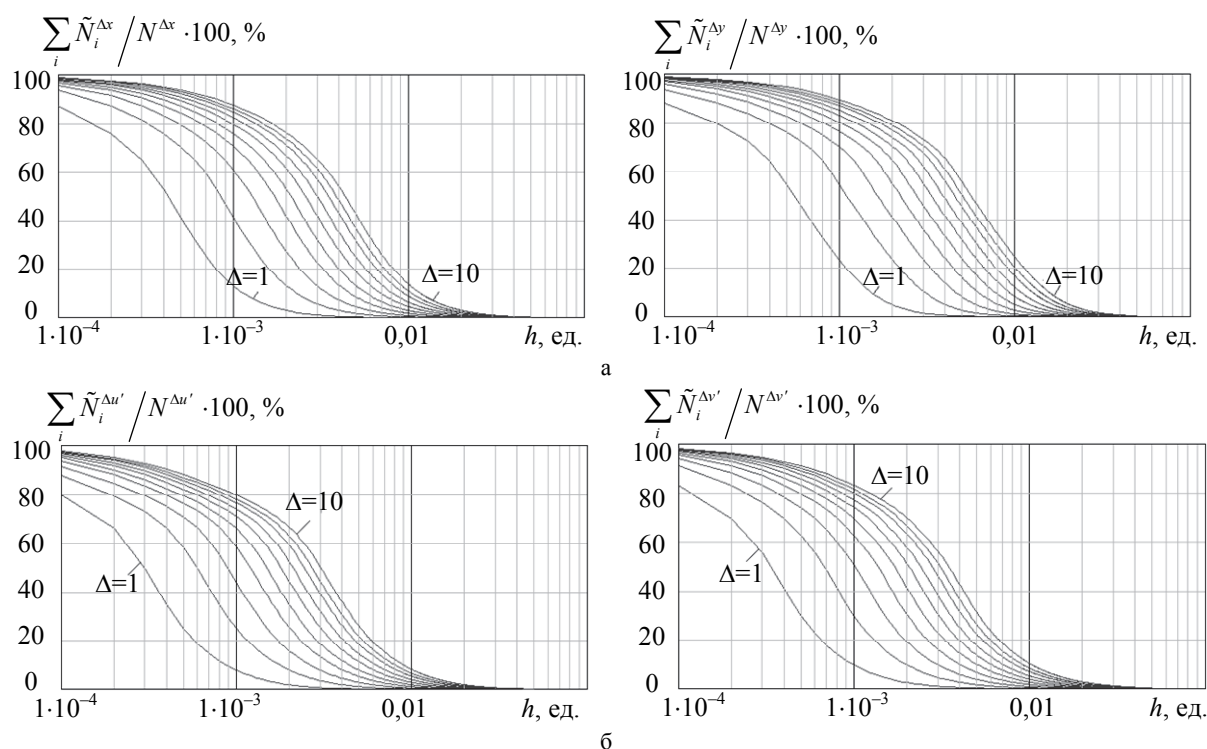 ∑ᵢ Ñᵢ^Δx / N^Δx ·100, %
100
80
60
40
20
0
Δ=1
Δ=10
1·10⁻⁴
1·10⁻³
0,01
h, ед.
∑ᵢ Ñᵢ^Δy / N^Δy ·100, %
100
80
60
40
20
0
Δ=1
Δ=10
1·10⁻⁴
1·10⁻³
0,01
h, ед.
а
∑ᵢ Ñᵢ^Δu′ / N^Δu′ ·100, %
100
80
60
40
20
0
Δ=10
Δ=1
1·10⁻⁴
1·10⁻³
0,01
h, ед.
∑ᵢ Ñᵢ^Δv′ / N^Δv′ ·100, %
100
80
60
40
20
0
Δ=10
Δ=1
1·10⁻⁴
1·10⁻³
0,01
h, ед.
б